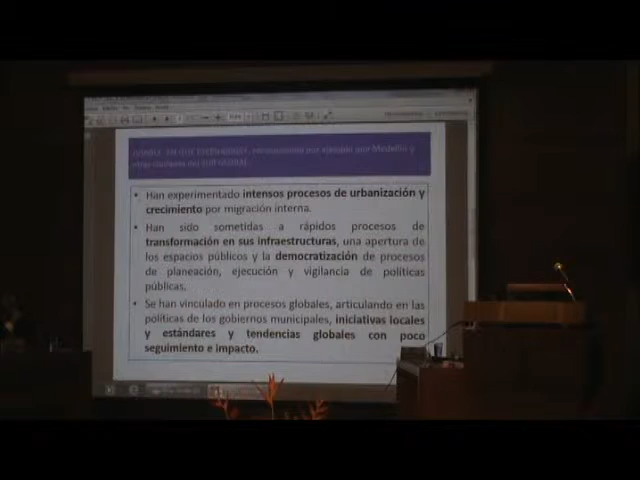 • Han experimentado intensos procesos de urbanización y
crecimiento por migración interna.
• Han sido sometidas a rápidos procesos de
transformación en sus infraestructuras, una apertura de
los espacios públicos y la democratización de procesos
de planeación, ejecución y vigilancia de políticas
públicas.
• Se han vinculado en procesos globales, articulando en las
políticas de los gobiernos municipales, iniciativas locales
y estándares y tendencias globales con poco
seguimiento e impacto.